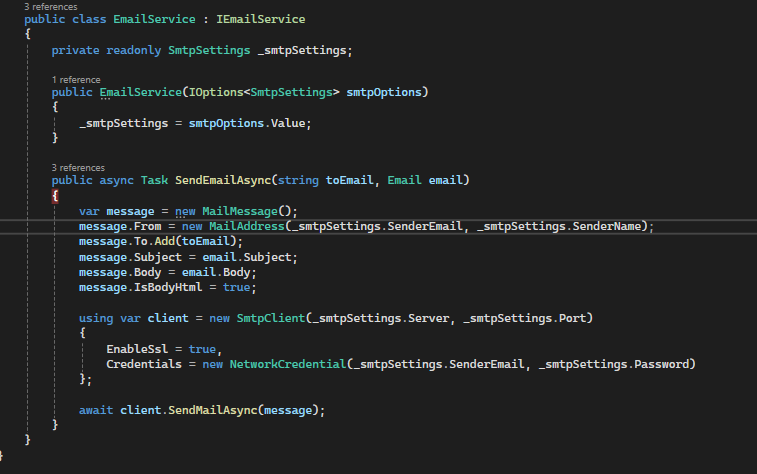 3 references
public class EmailService : IEmailService
{
private readonly SmtpSettings _smtpSettings;
1 reference
public EmailService(IOptions<SmtpSettings> smtpOptions)
{
_smtpSettings = smtpOptions.Value;
}
3 references
public async Task SendEmailAsync(string toEmail, Email email)
{
var message = new MailMessage();
message.From = new MailAddress(_smtpSettings.SenderEmail, _smtpSettings.SenderName);
message.To.Add(toEmail);
message.Subject = email.Subject;
message.Body = email.Body;
message.IsBodyHtml = true;
using var client = new SmtpClient(_smtpSettings.Server, _smtpSettings.Port)
{
EnableSsl = true,
Credentials = new NetworkCredential(_smtpSettings.SenderEmail, _smtpSettings.Password)
};
await client.SendMailAsync(message);
}
}
}